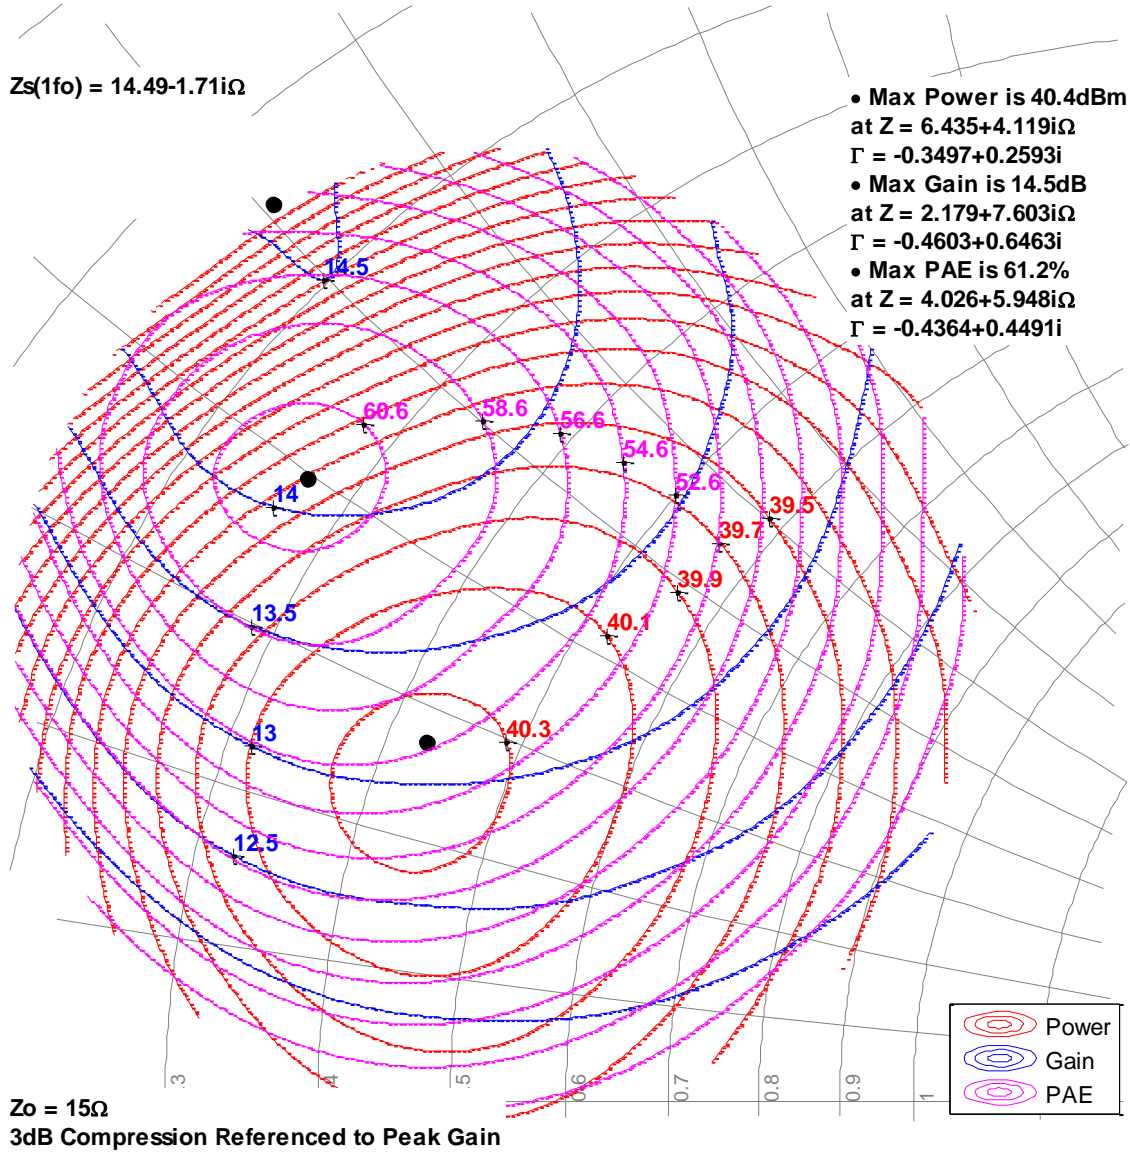 Zs(1fo) = 14.49-1.71iΩ
• Max Power is 40.4dBm
at Z = 6.435+4.119iΩ
Γ = -0.3497+0.2593i
• Max Gain is 14.5dB
at Z = 2.179+7.603iΩ
Γ = -0.4603+0.6463i
• Max PAE is 61.2%
at Z = 4.026+5.948iΩ
Γ = -0.4364+0.4491i
14.5
60.6
58.6
56.6
54.6
52.6
14
39.5
39.7
39.9
13.5
40.1
40.3
13
12.5
Power
Gain
PAE
.3
.4
.5
0.6
0.7
0.8
0.9
1
Zo = 15Ω
3dB Compression Referenced to Peak Gain